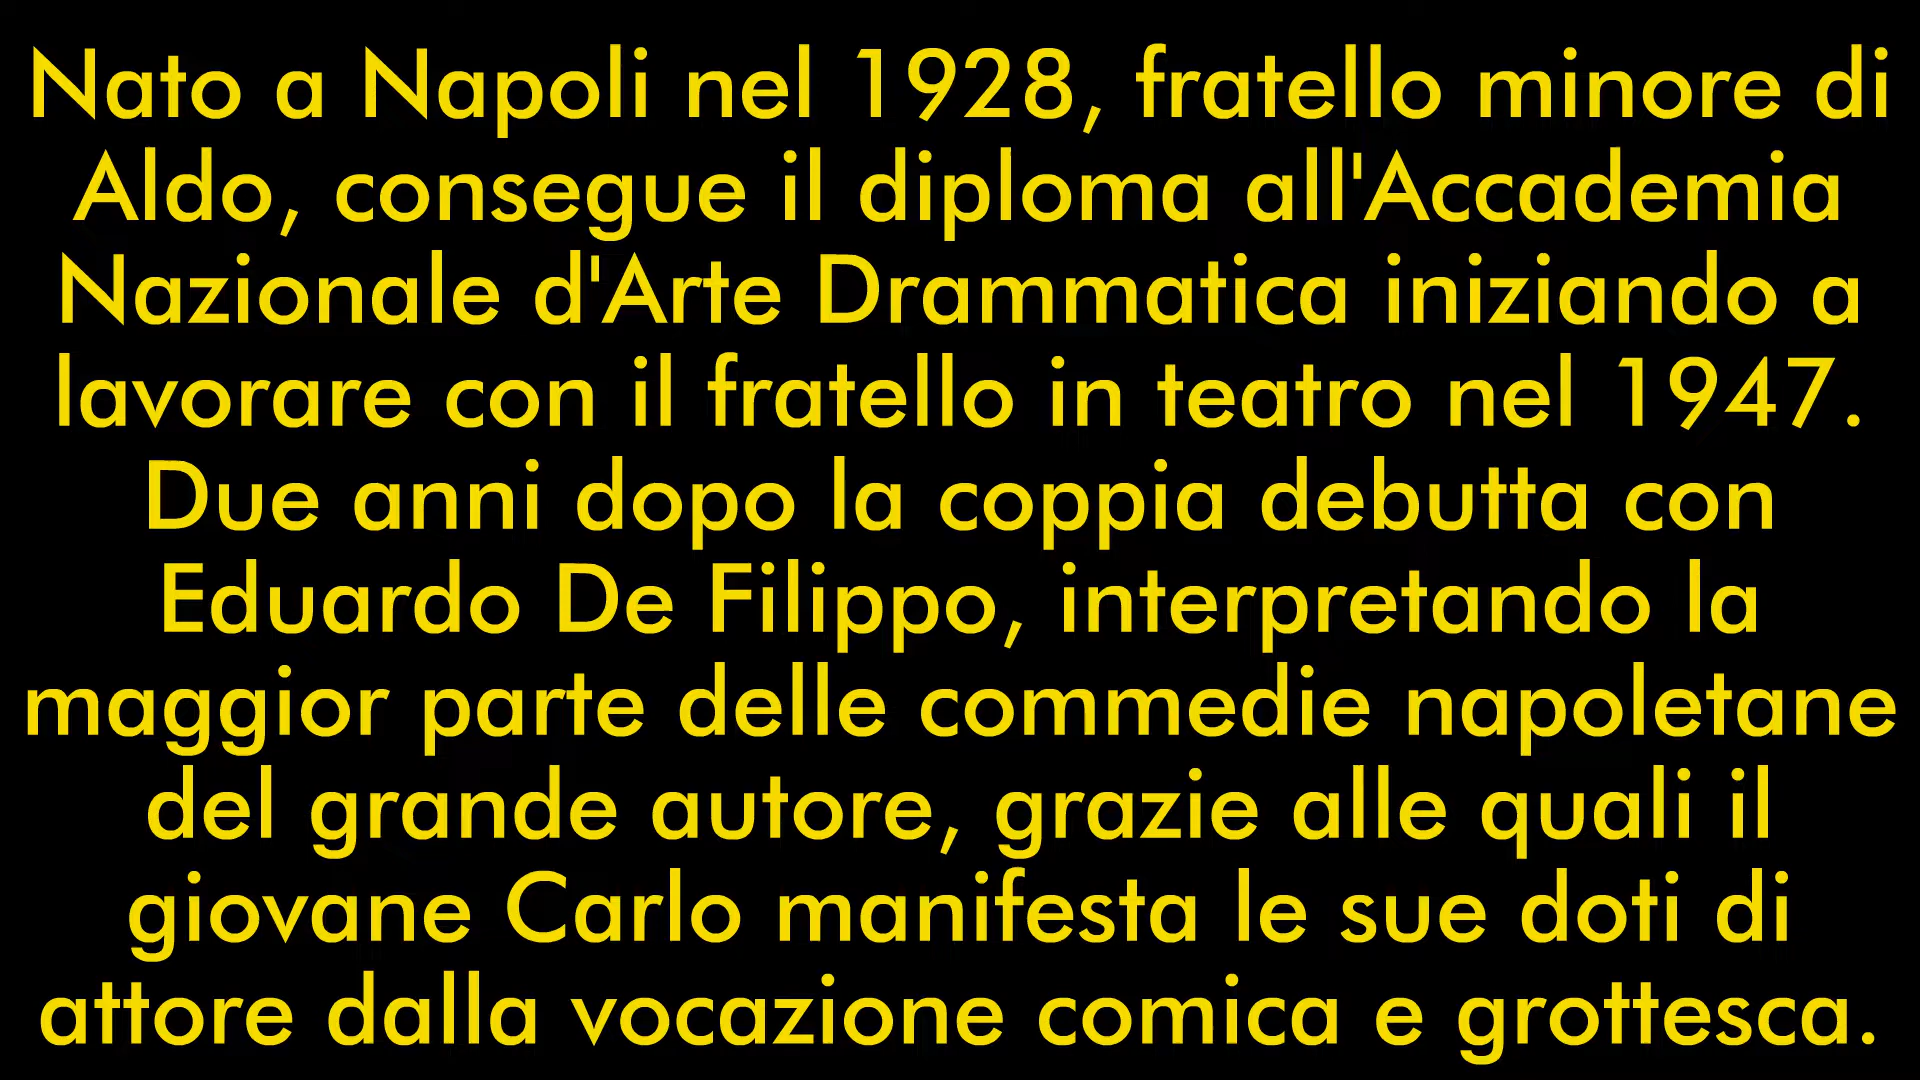 Nato a Napoli nel 1928, fratello minore di
Aldo, consegue il diploma all'Accademia
Nazionale d'Arte Drammatica iniziando a
lavorare con il fratello in teatro nel 1947.
Due anni dopo la coppia debutta con
Eduardo De Filippo, interpretando la
maggior parte delle commedie napoletane
del grande autore, grazie alle quali il
giovane Carlo manifesta le sue doti di
attore dalla vocazione comica e grottesca.